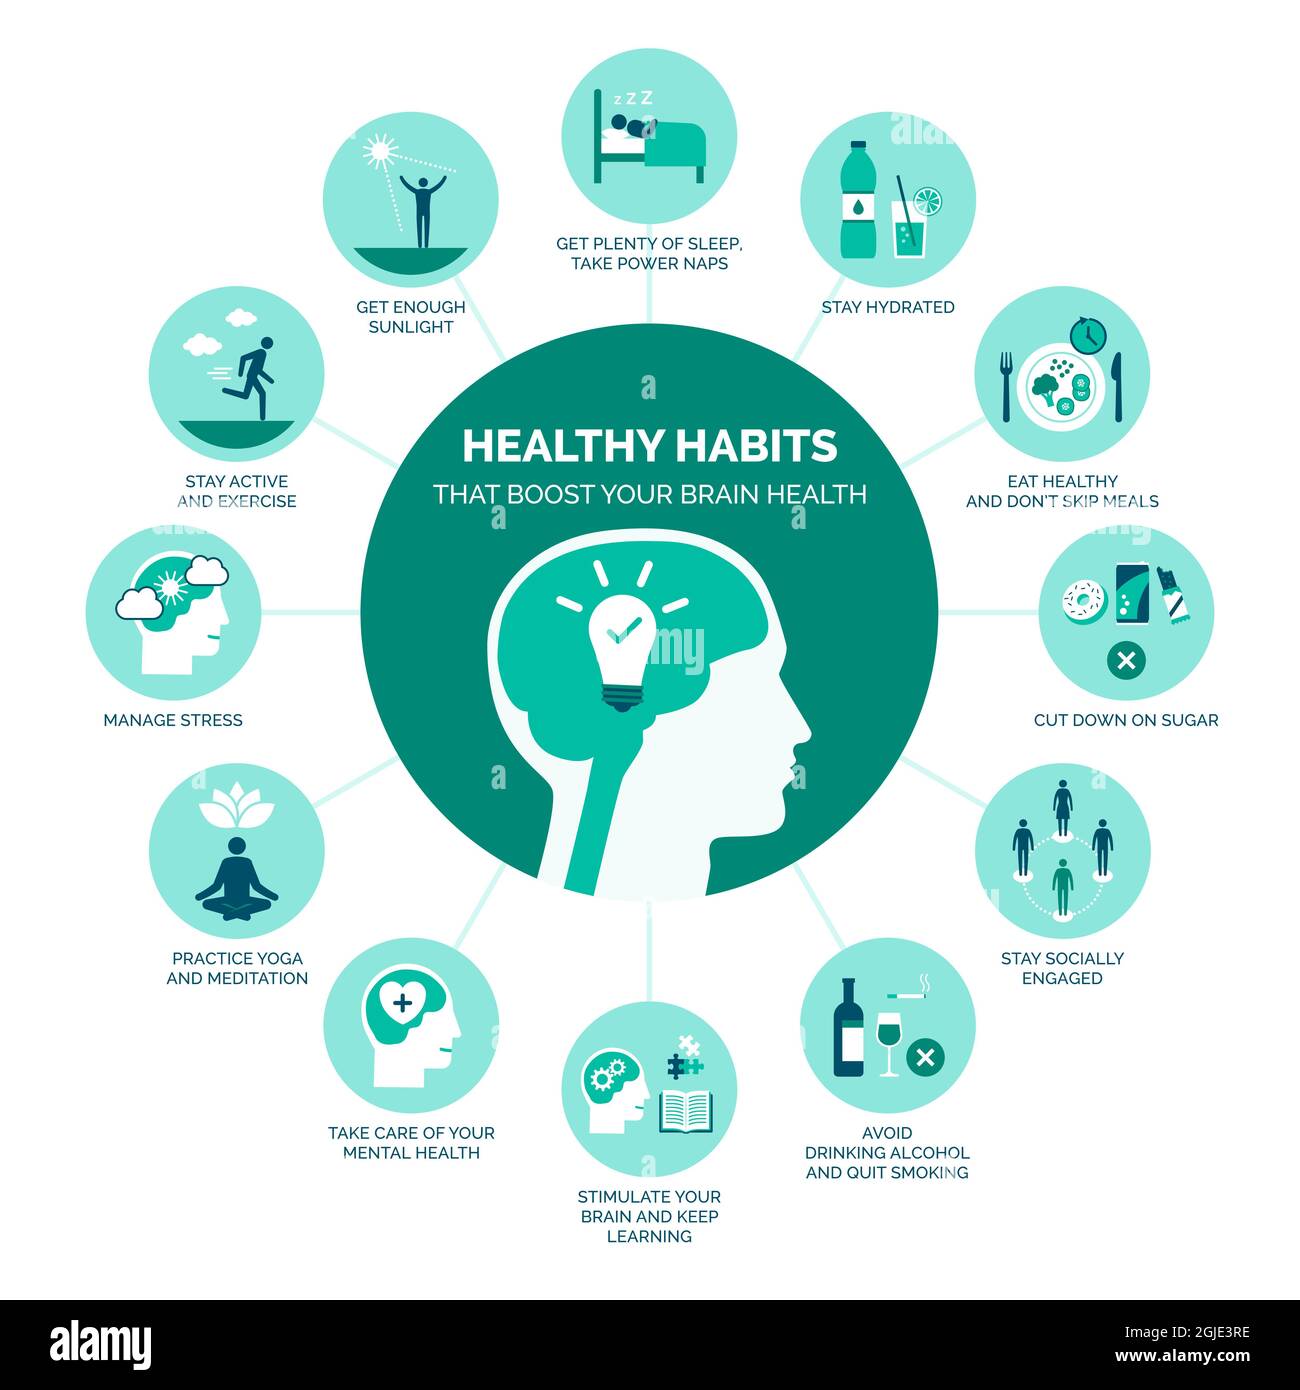 HEALTHY HABITS
THAT BOOST YOUR BRAIN HEALTH
z z Z
GET PLENTY OF SLEEP,
TAKE POWER NAPS
STAY HYDRATED
EAT HEALTHY
AND DON'T SKIP MEALS
CUT DOWN ON SUGAR
STAY SOCIALLY
ENGAGED
AVOID
DRINKING ALCOHOL
AND QUIT SMOKING
STIMULATE YOUR
BRAIN AND KEEP
LEARNING
TAKE CARE OF YOUR
MENTAL HEALTH
PRACTICE YOGA
AND MEDITATION
MANAGE STRESS
STAY ACTIVE
AND EXERCISE
GET ENOUGH
SUNLIGHT
a
a
a
a
a
a
alamy
Image ID: 2GJE3RE
www.alamy.com